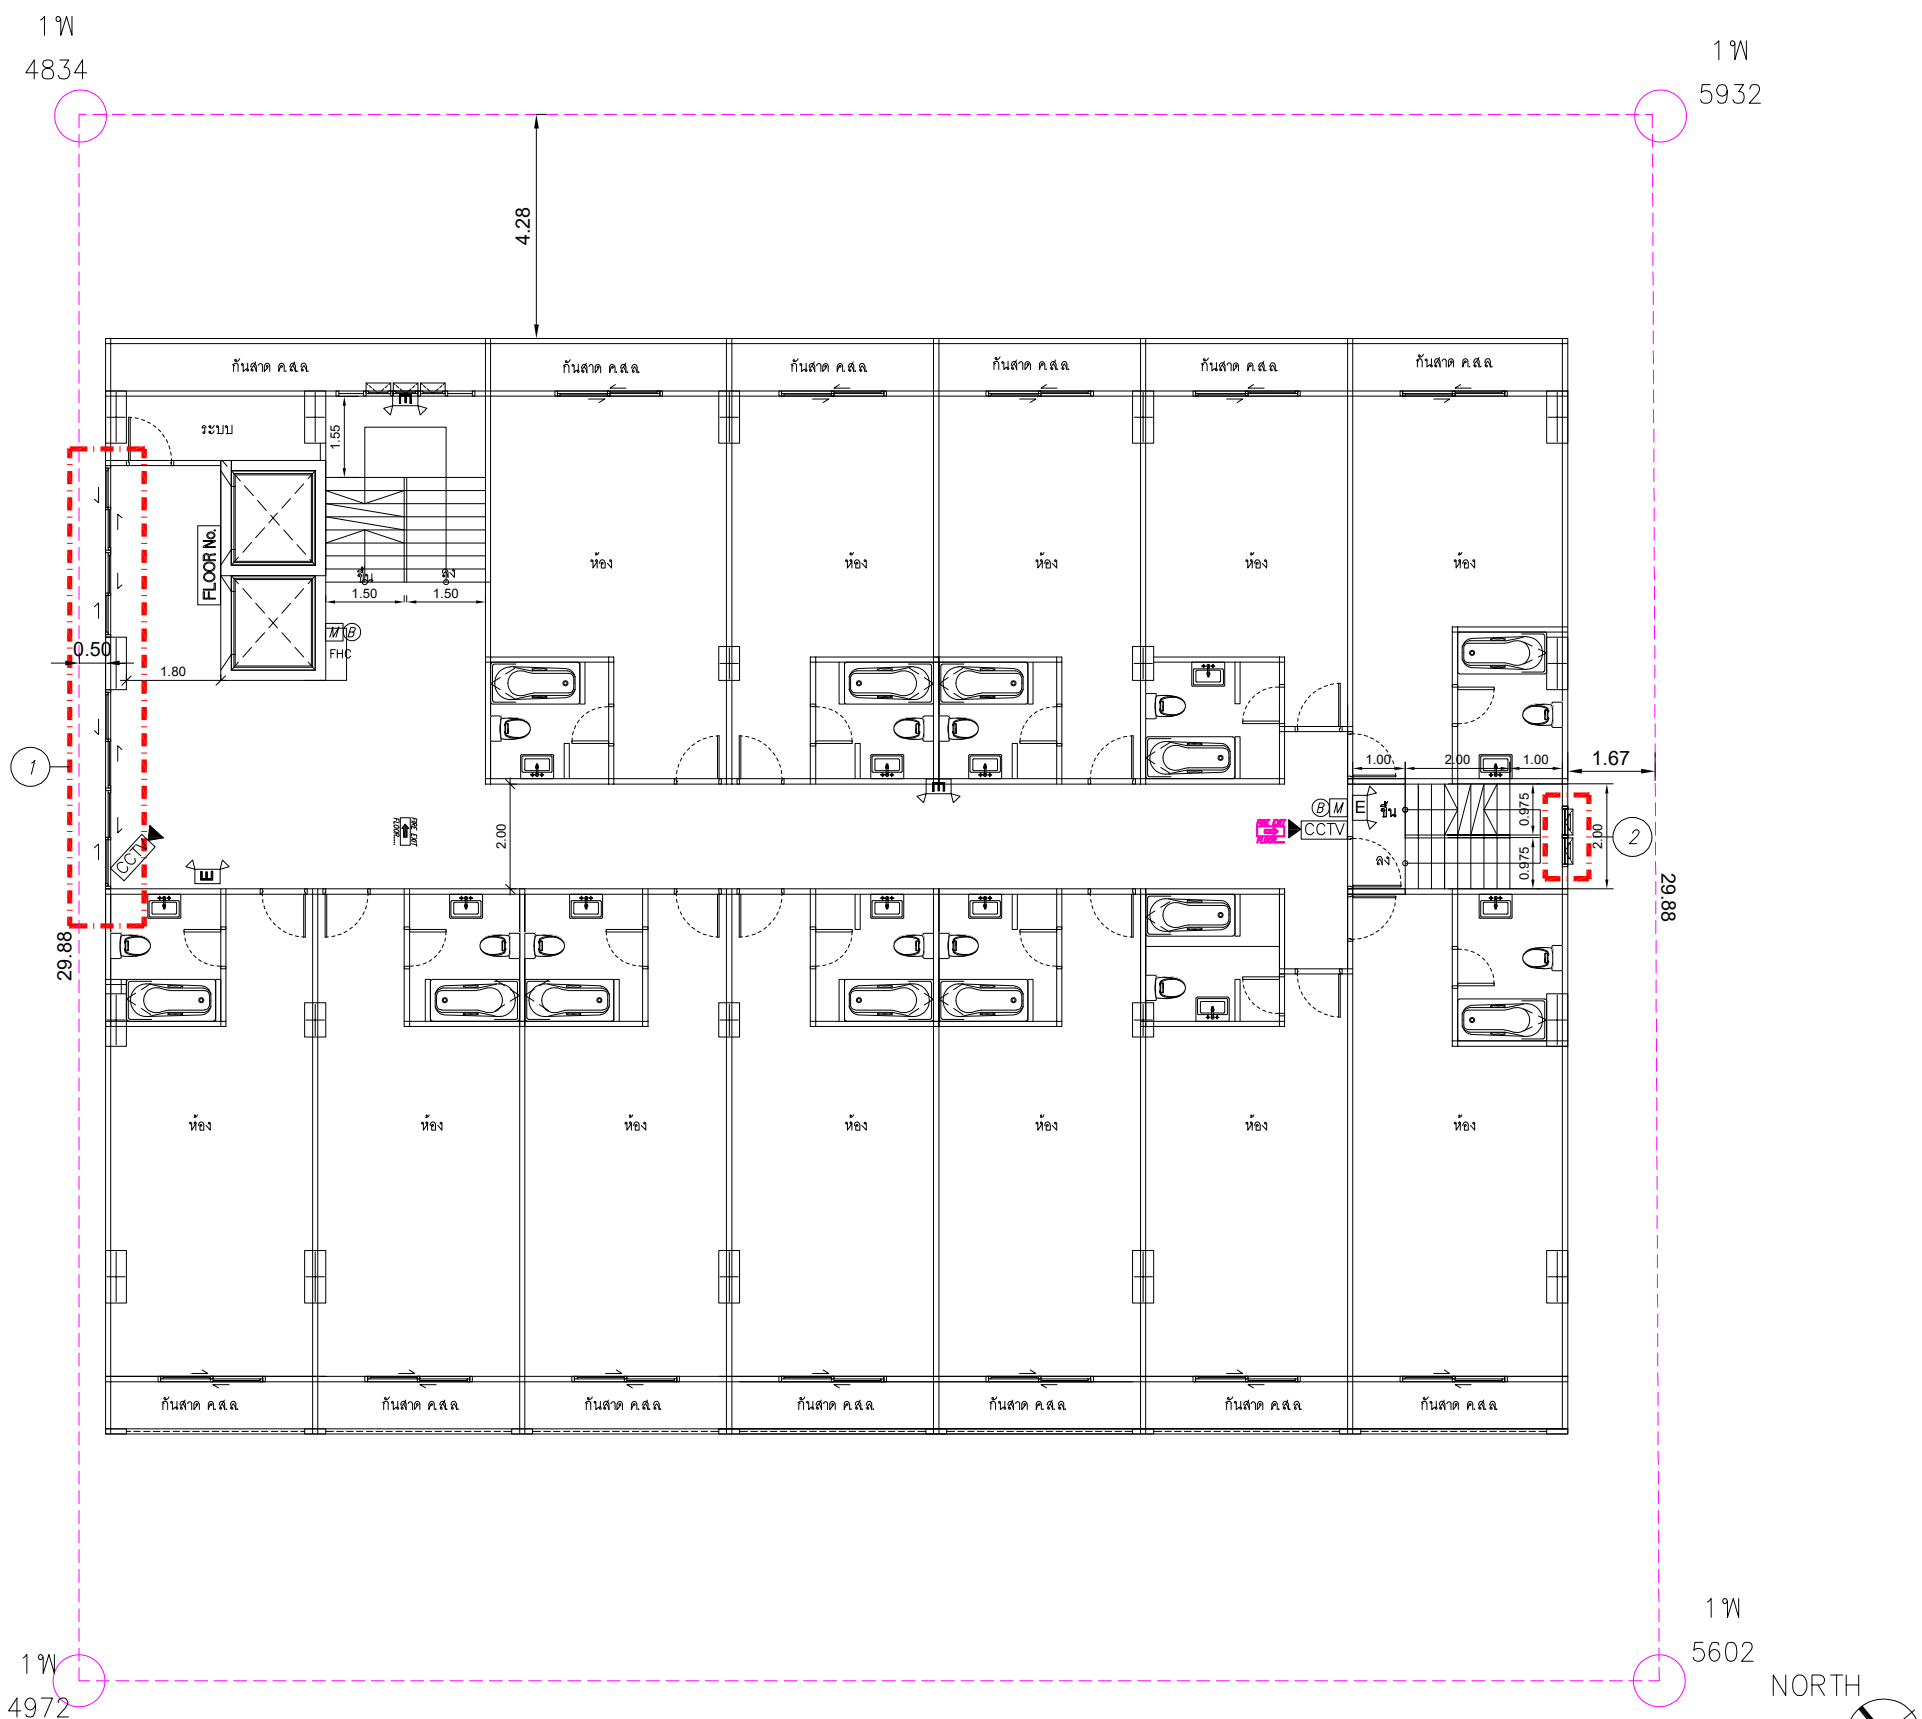 1 พ
4834
1 พ
5932
4.28
กันสาด ค.ส.ล
กันสาด ค.ส.ล
กันสาด ค.ส.ล
กันสาด ค.ส.ล
กันสาด ค.ส.ล
กันสาด ค.ส.ล
E
ระบบ
1.55
FLOOR No.
ห้อง
ห้อง
ห้อง
ห้อง
ห้อง
ขึ้น
ลง
1.50
1.50
M B
FHC
0.50
1.80
1
1.00
2.00
1.00
1.67
E
B M E
ขึ้น
0.975
CCTV
FIRE EXIT
FLOOR...
2.00
FIRE EXIT
FLOOR...
CCTV
ลง
0.975
2.00
2
E
29.88
29.88
ห้อง
ห้อง
ห้อง
ห้อง
ห้อง
ห้อง
ห้อง
กันสาด ค.ส.ล
กันสาด ค.ส.ล
กันสาด ค.ส.ล
กันสาด ค.ส.ล
กันสาด ค.ส.ล
กันสาด ค.ส.ล
กันสาด ค.ส.ล
1 พ
4972
1 พ
5602
NORTH